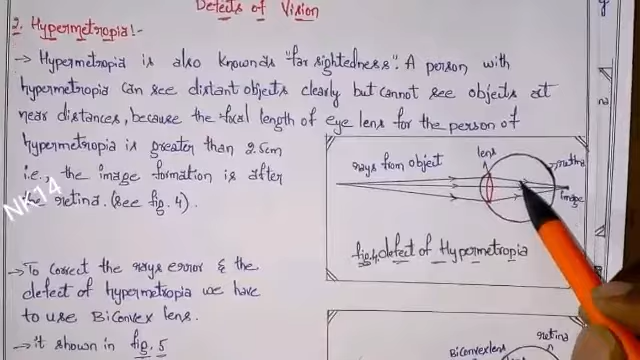 Defects of Vision
2. Hypermetropia!-
→ Hypermetropia is also knownas "far sightedness". A person with
hypermetropia can see distant objects clearly but cannot see objects at
near distances, because the focal length of eye lens for the person of
hypermetropia is greater than 2.5cm
i.e., the image formation is after
the retina. (see fig. 4).
NK14
rays from object
lens
retina
image
fig.4. defect of Hypermetropia
→ To correct the rays error & the
defect of hypermetropia we have
to use BiConvex lens.
→ it shown in fig. 5
BiConvex lens
retina